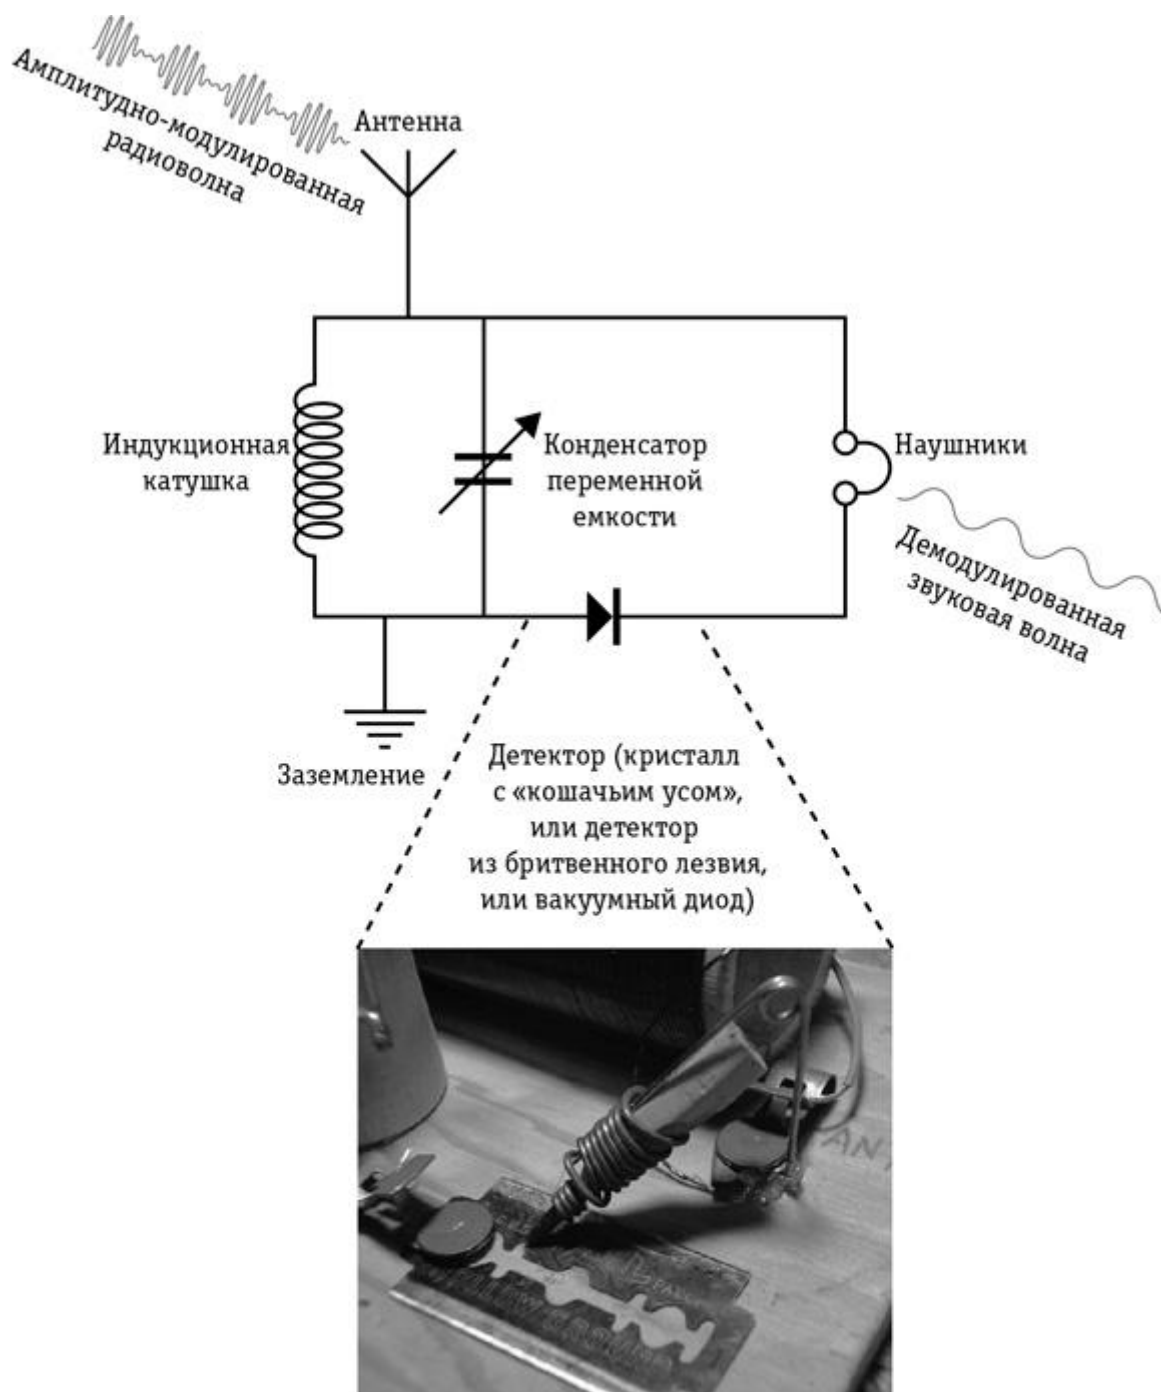 Амплитудно-модулированная
радиоволна
Антенна
Индукционная
катушка
Конденсатор
переменной
емкости
Наушники
Демодулированная
звуковая волна
Заземление
Детектор (кристалл
с «кошачьим усом»,
или детектор
из бритвенного лезвия,
или вакуумный диод)
ANT